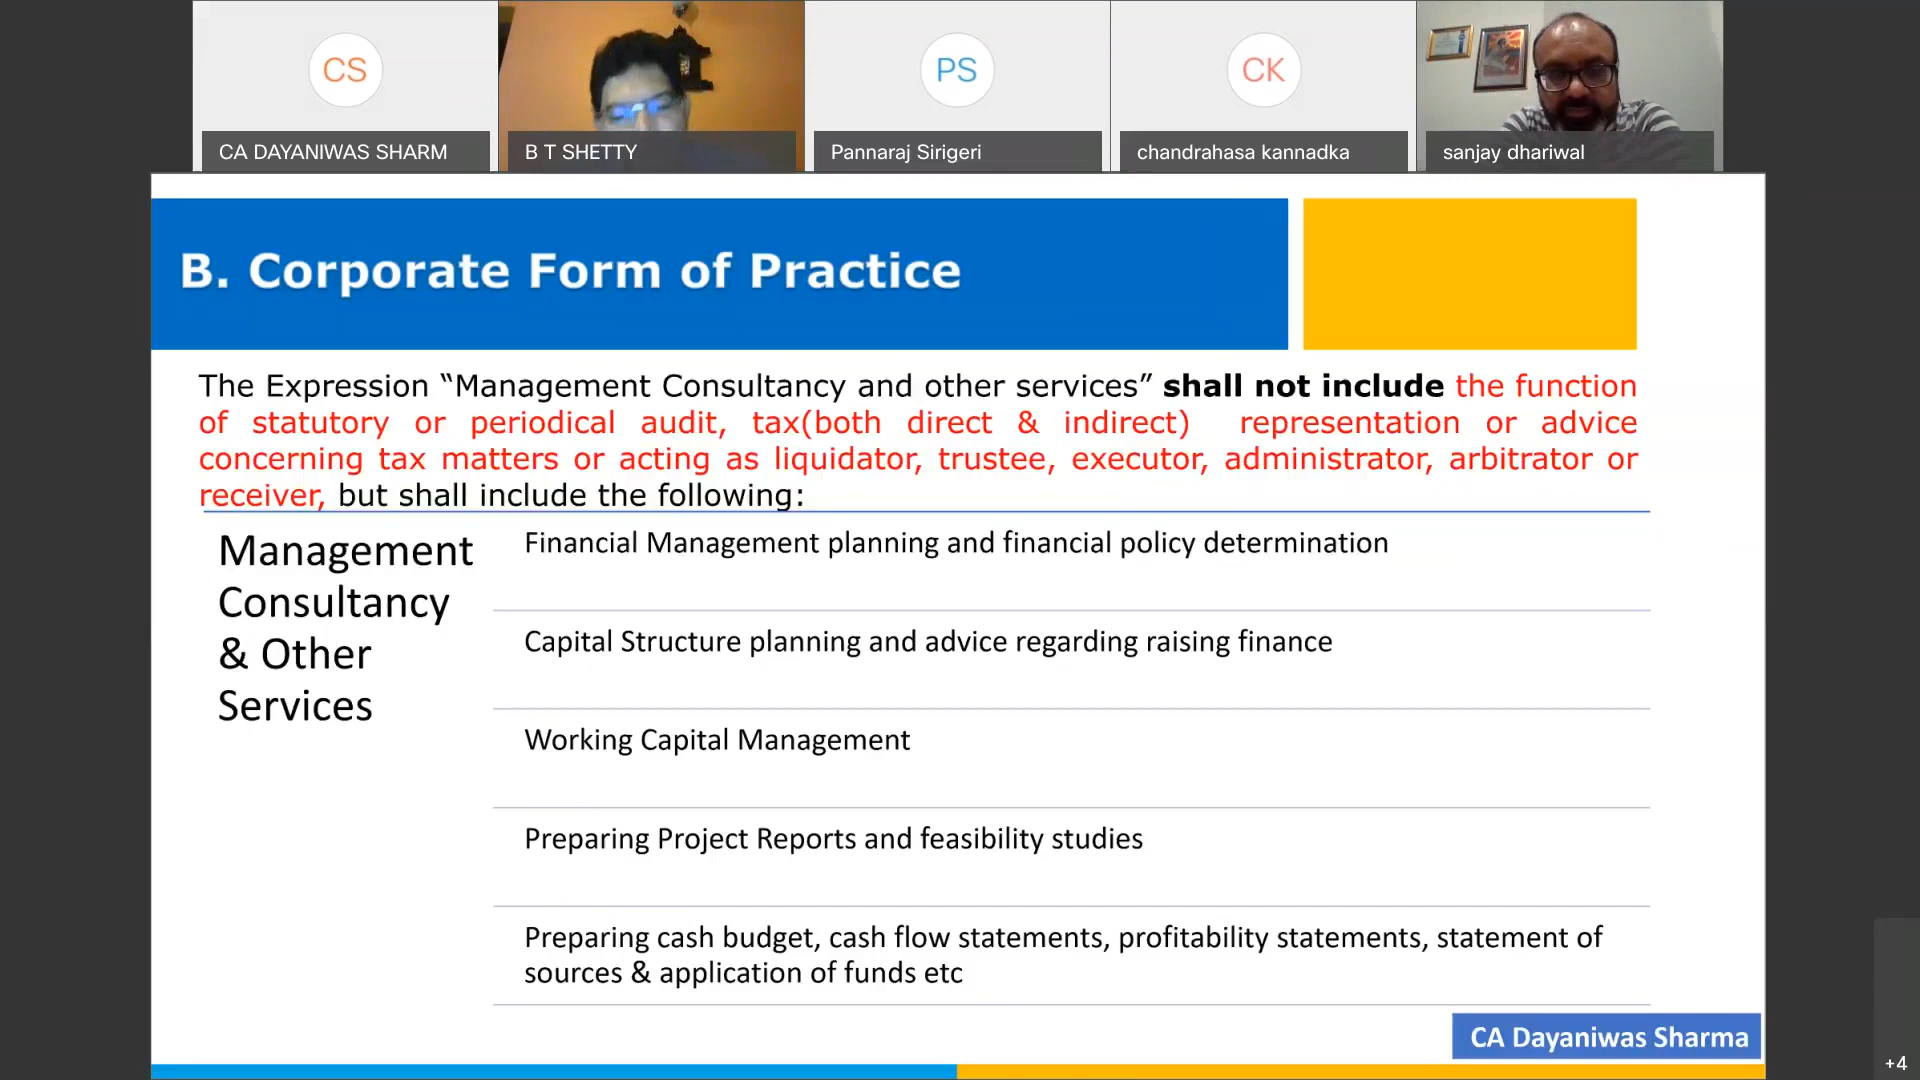 CS
PS
CK
CA DAYANIWAS SHARM
B T SHETTY
Pannaraj Sirigeri
chandrahasa kannadka
sanjay dhariwal
B. Corporate Form of Practice
The Expression “Management Consultancy and other services” shall not include the function
of statutory or periodical audit, tax(both direct & indirect) representation or advice
concerning tax matters or acting as liquidator, trustee, executor, administrator, arbitrator or
receiver, but shall include the following:
Management
Consultancy
& Other
Services
Financial Management planning and financial policy determination
Capital Structure planning and advice regarding raising finance
Working Capital Management
Preparing Project Reports and feasibility studies
Preparing cash budget, cash flow statements, profitability statements, statement of
sources & application of funds etc
CA Dayaniwas Sharma
+4